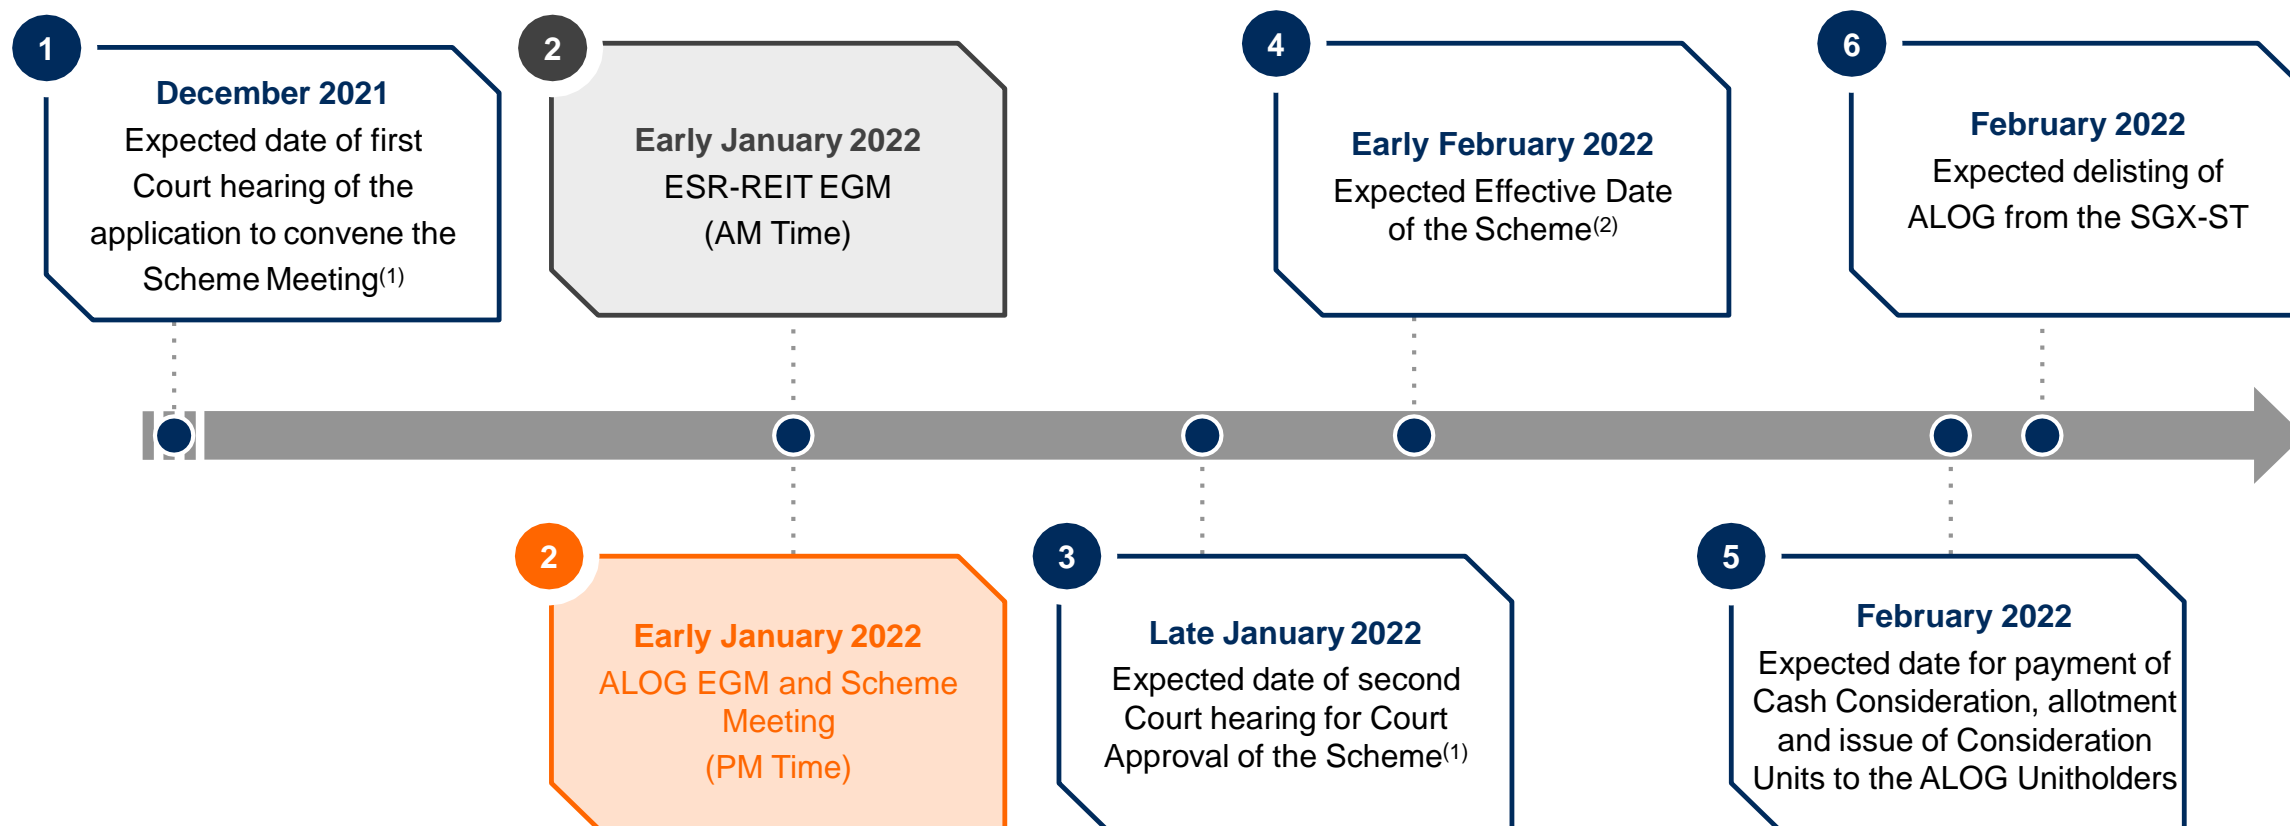 1
December 2021
Expected date of first
Court hearing of the
application to convene the
Scheme Meeting(1)
2
Early January 2022
ESR-REIT EGM
(AM Time)
4
Early February 2022
Expected Effective Date
of the Scheme(2)
6
February 2022
Expected delisting of
ALOG from the SGX-ST
2
Early January 2022
ALOG EGM and Scheme
Meeting
(PM Time)
3
Late January 2022
Expected date of second
Court hearing for Court
Approval of the Scheme(1)
5
February 2022
Expected date for payment of
Cash Consideration, allotment
and issue of Consideration
Units to the ALOG Unitholders